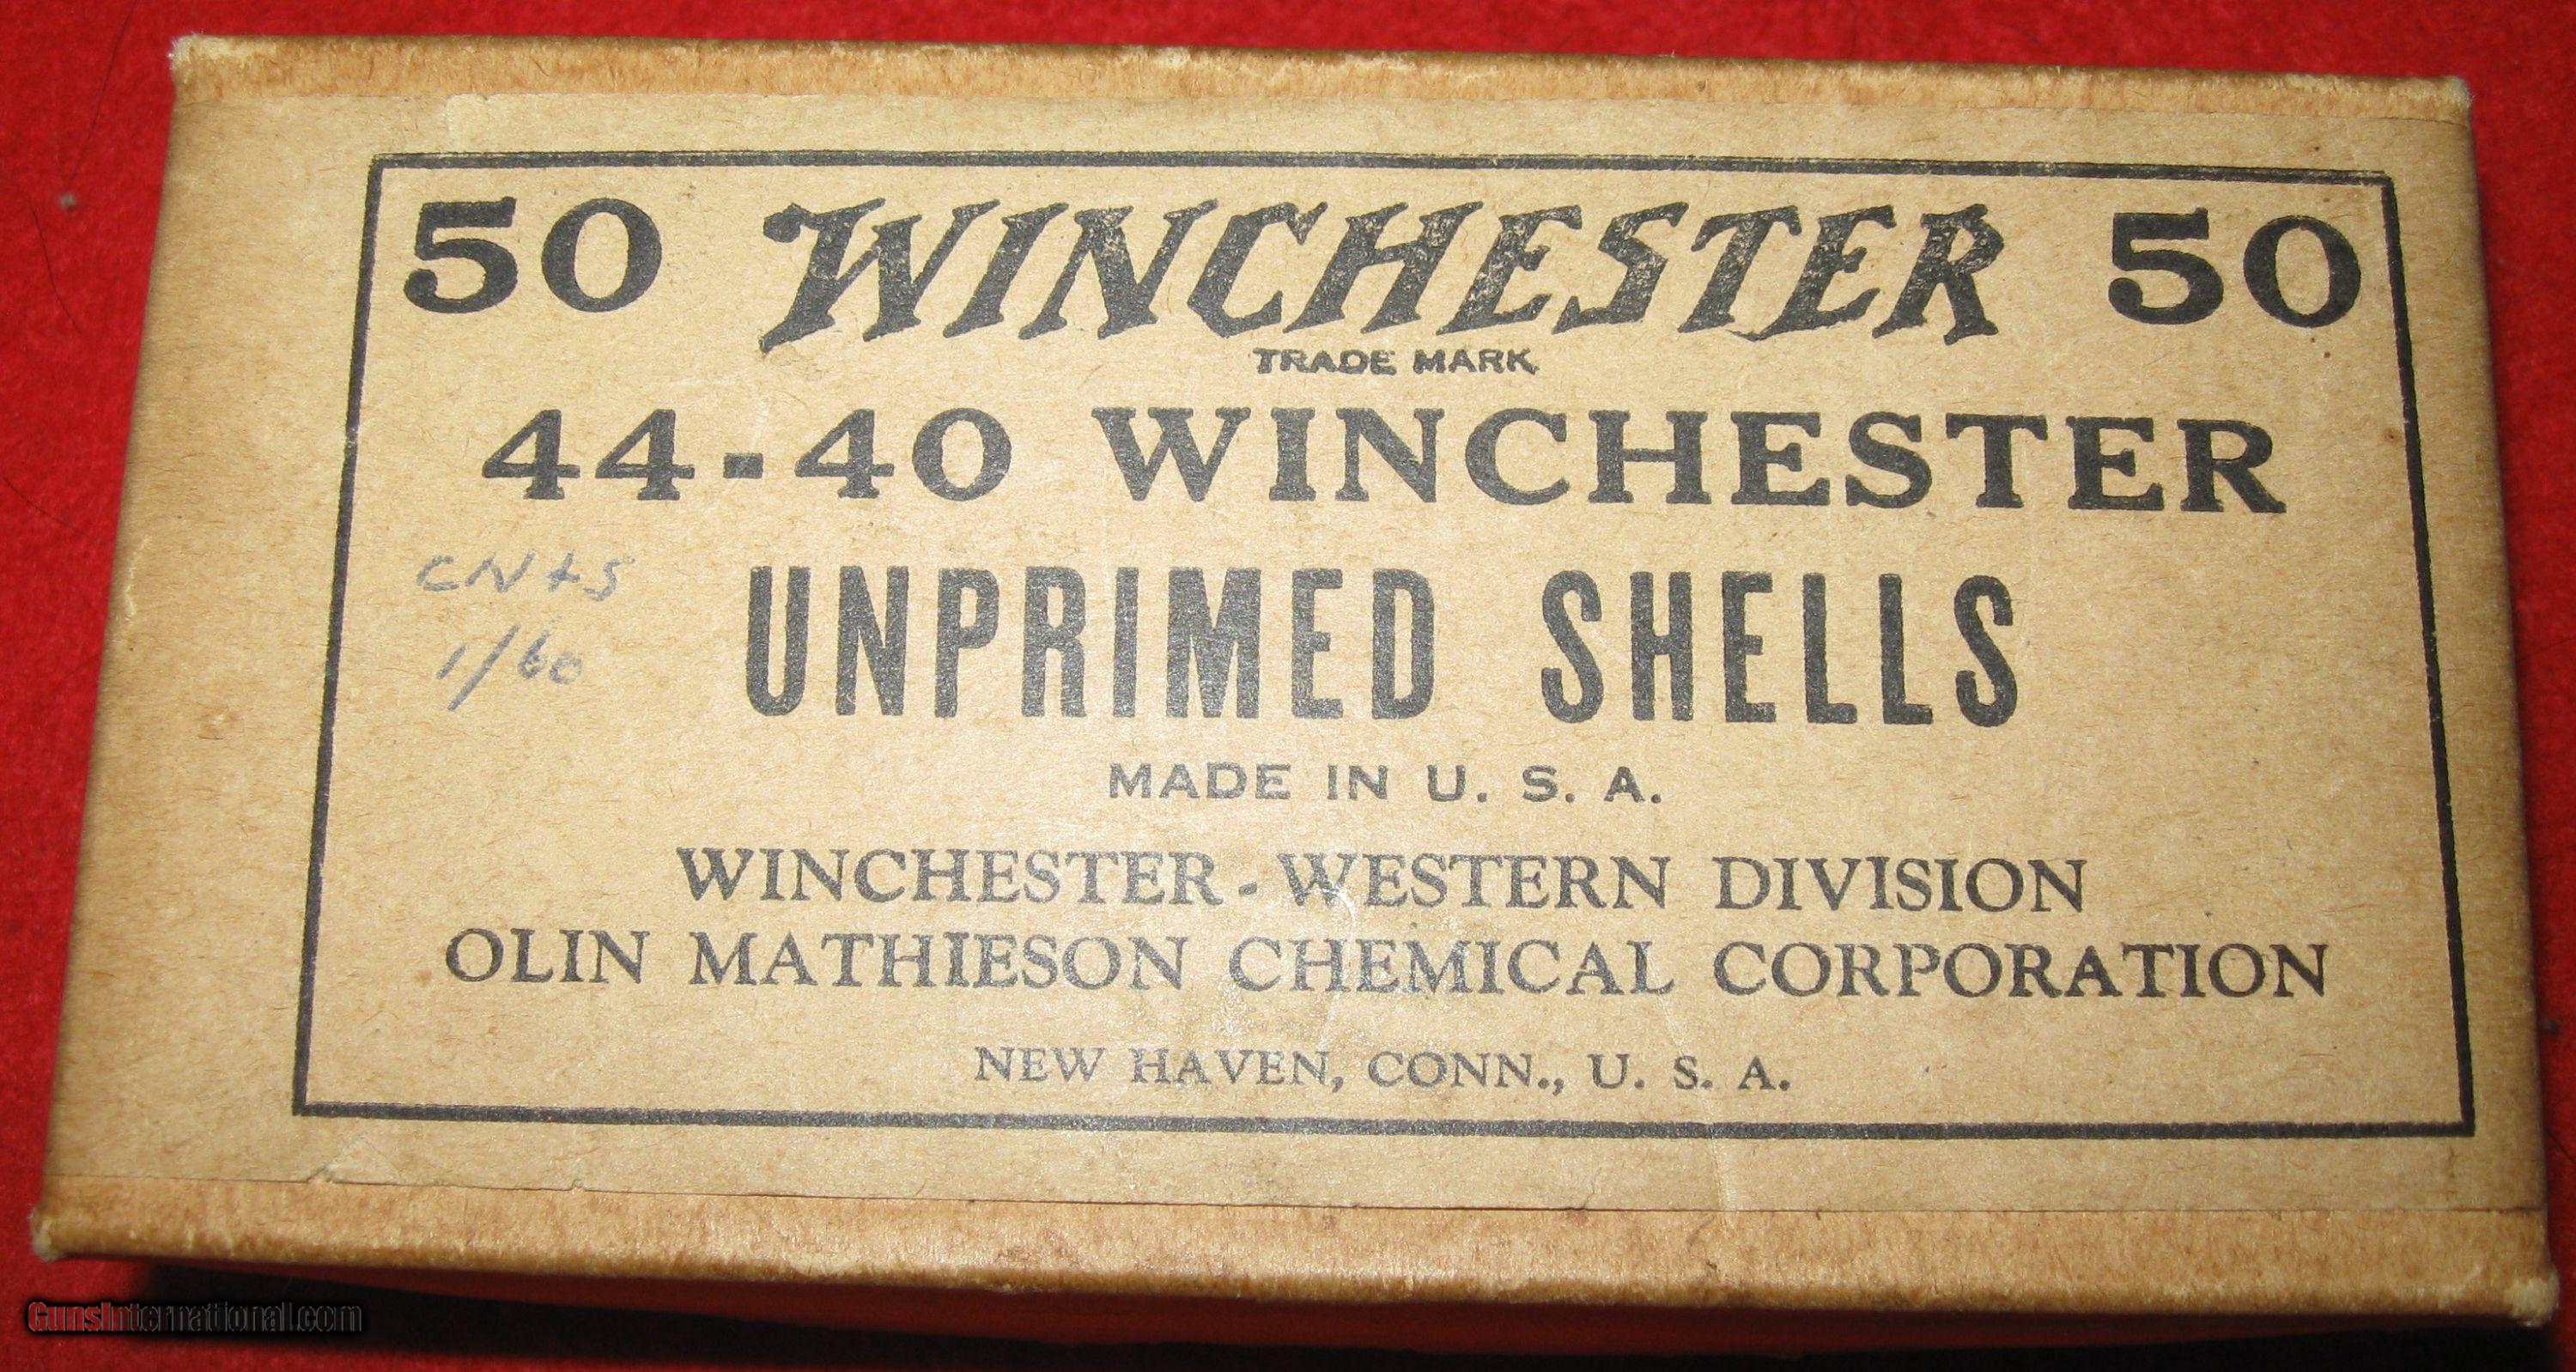 50 WINCHESTER 50
TRADE MARK
44-40 WINCHESTER
CN+S
1/60
UNPRIMED SHELLS
MADE IN U. S. A.
WINCHESTER-WESTERN DIVISION
OLIN MATHIESON CHEMICAL CORPORATION
NEW HAVEN, CONN., U. S. A.
GunsInternational.com